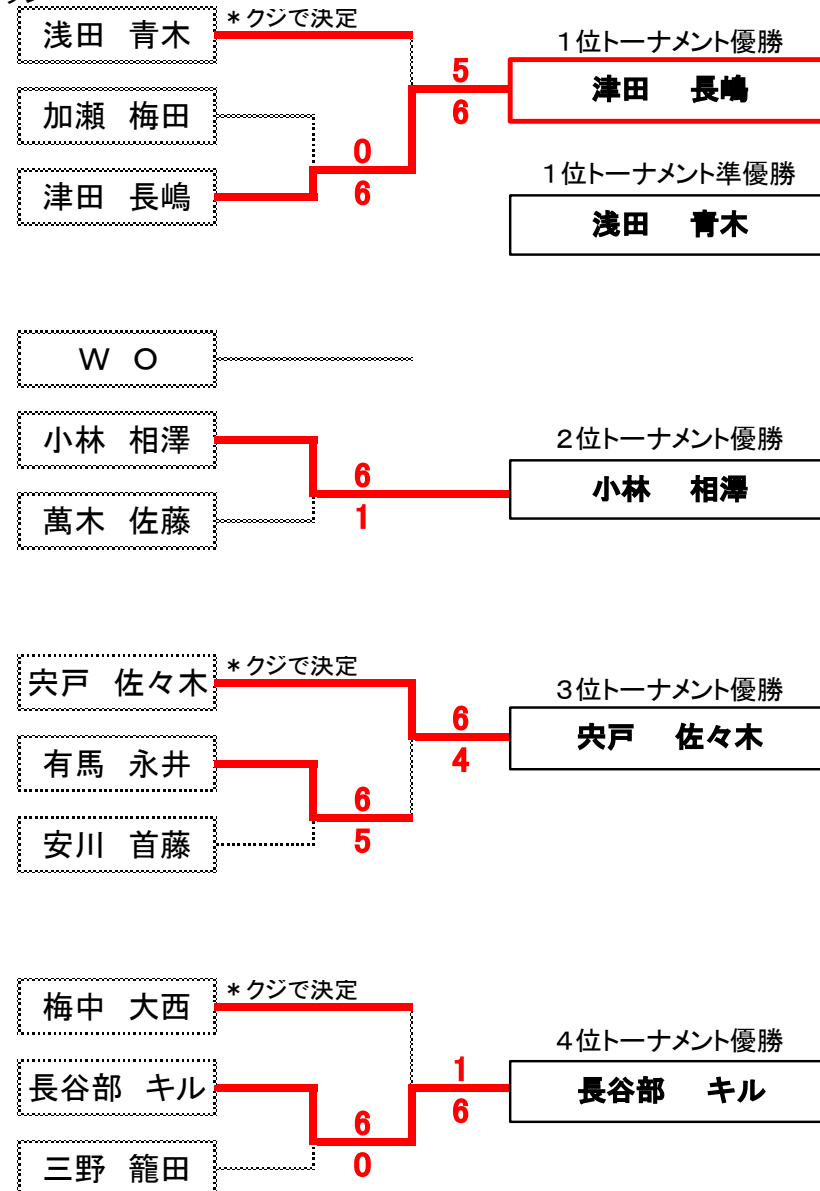 浅田 青木
*クジで決定
加瀬 梅田
津田 長嶋
0
6
5
6
1位トーナメント優勝
津田 長嶋
1位トーナメント準優勝
浅田 青木
W O
小林 相澤
萬木 佐藤
6
1
2位トーナメント優勝
小林 相澤
宍戸 佐々木
*クジで決定
有馬 永井
安川 首藤
6
5
6
4
3位トーナメント優勝
宍戸 佐々木
梅中 大西
*クジで決定
長谷部 キル
三野 籠田
6
0
1
6
4位トーナメント優勝
長谷部 キル